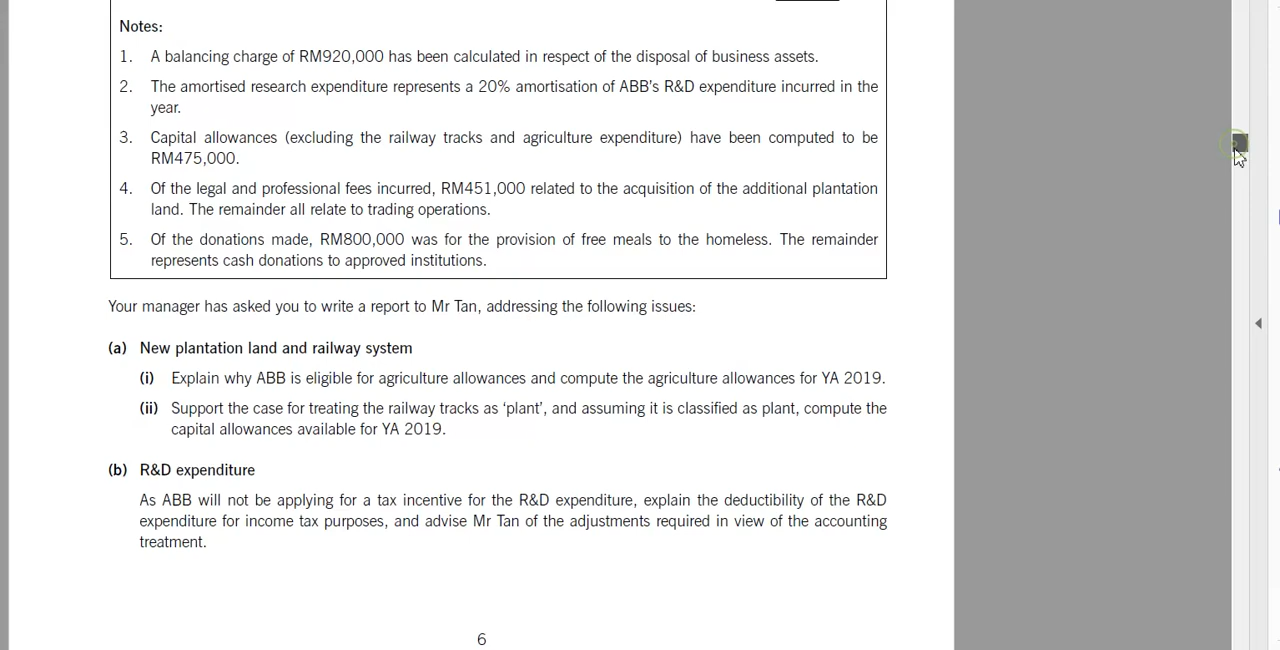 Notes:
1. A balancing charge of RM920,000 has been calculated in respect of the disposal of business assets.
2. The amortised research expenditure represents a 20% amortisation of ABB's R&D expenditure incurred in the
year.
3. Capital allowances (excluding the railway tracks and agriculture expenditure) have been computed to be
RM475,000.
4. Of the legal and professional fees incurred, RM451,000 related to the acquisition of the additional plantation
land. The remainder all relate to trading operations.
5. Of the donations made, RM800,000 was for the provision of free meals to the homeless. The remainder
represents cash donations to approved institutions.
Your manager has asked you to write a report to Mr Tan, addressing the following issues:
(a) New plantation land and railway system
(i) Explain why ABB is eligible for agriculture allowances and compute the agriculture allowances for YA 2019.
(ii) Support the case for treating the railway tracks as 'plant', and assuming it is classified as plant, compute the
capital allowances available for YA 2019.
(b) R&D expenditure
As ABB will not be applying for a tax incentive for the R&D expenditure, explain the deductibility of the R&D
expenditure for income tax purposes, and advise Mr Tan of the adjustments required in view of the accounting
treatment.
6